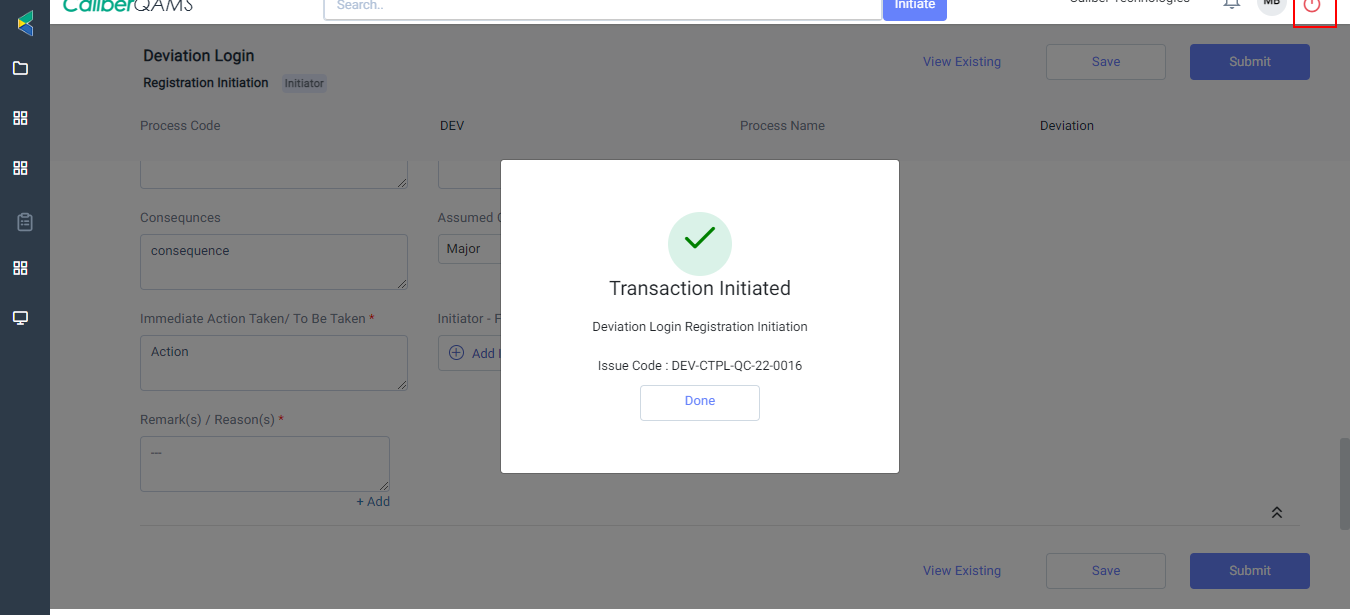 CaliberQAMS
Search..
Initiate
Caliber Technologies
MB
Deviation Login
Registration Initiation Initiator
View Existing
Save
Submit
Process Code
DEV
Process Name
Deviation
Consequnces
consequence
Assumed
Major
Immediate Action Taken/ To Be Taken *
Action
Initiator -
Add
Remark(s) / Reason(s) *
---
+ Add
Transaction Initiated
Deviation Login Registration Initiation
Issue Code : DEV-CTPL-QC-22-0016
Done
View Existing
Save
Submit